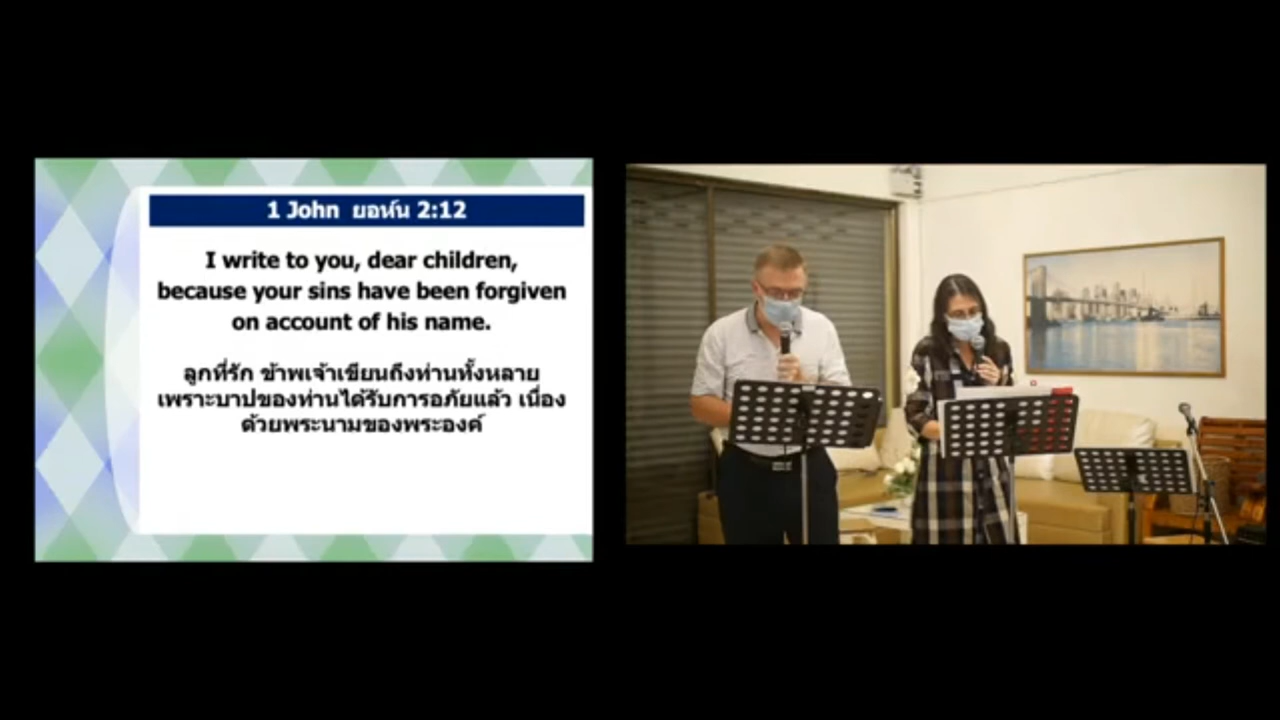 1 John ยอห์น 2:12
I write to you, dear children,
because your sins have been forgiven
on account of his name.
ลูกที่รัก ข้าพเจ้าเขียนถึงท่านทั้งหลาย
เพราะบาปของท่านได้รับการอภัยแล้ว เนื่อง
ด้วยพระนามของพระองค์